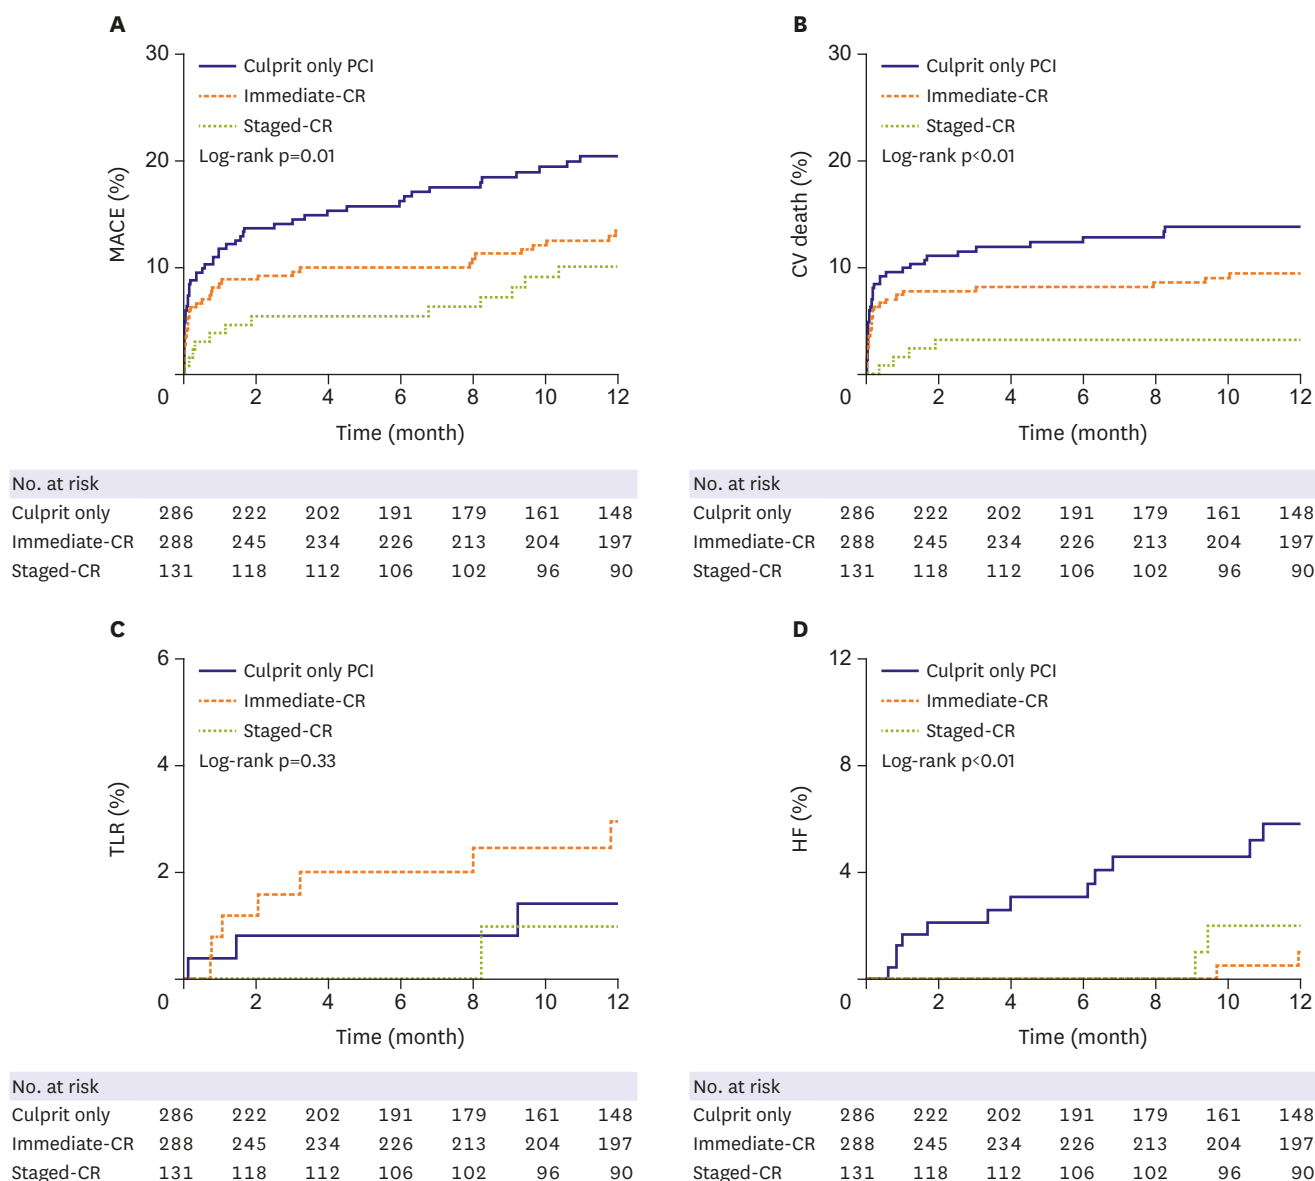 A
MACE (%)
30
20
10
Culprit only PCI
Immediate-CR
Staged-CR
Log-rank p=0.01
0 2 4 6 8 10 12
Time (month)
No. at risk
Culprit only 286 222 202 191 179 161 148
Immediate-CR 288 245 234 226 213 204 197
Staged-CR 131 118 112 106 102 96 90
B
CV death (%)
30
20
10
Culprit only PCI
Immediate-CR
Staged-CR
Log-rank p<0.01
0 2 4 6 8 10 12
Time (month)
No. at risk
Culprit only 286 222 202 191 179 161 148
Immediate-CR 288 245 234 226 213 204 197
Staged-CR 131 118 112 106 102 96 90
C
TLR (%)
6
4
2
Culprit only PCI
Immediate-CR
Staged-CR
Log-rank p=0.33
0 2 4 6 8 10 12
Time (month)
No. at risk
Culprit only 286 222 202 191 179 161 148
Immediate-CR 288 245 234 226 213 204 197
Staged-CR 131 118 112 106 102 96 90
D
HF (%)
12
8
4
Culprit only PCI
Immediate-CR
Staged-CR
Log-rank p<0.01
0 2 4 6 8 10 12
Time (month)
No. at risk
Culprit only 286 222 202 191 179 161 148
Immediate-CR 288 245 234 226 213 204 197
Staged-CR 131 118 112 106 102 96 90